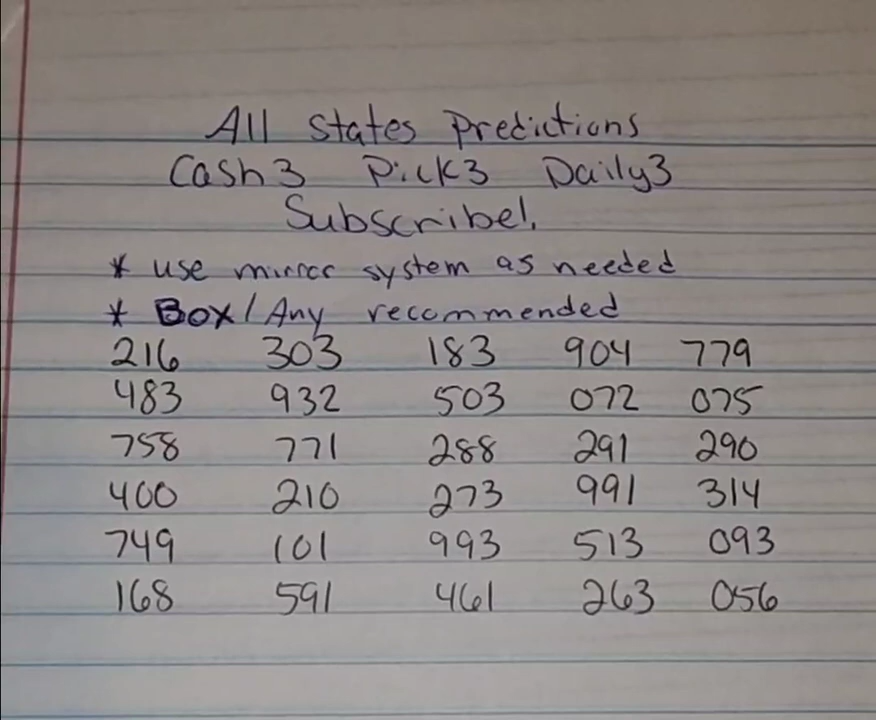 All states predictions
Cash3 Pick3 Daily3
Subscribe!
* use mirror system as needed
* Box/Any recommended
216 303 183 904 779
483 932 503 072 075
758 771 288 291 290
400 210 273 991 314
749 101 993 513 093
168 591 461 263 056